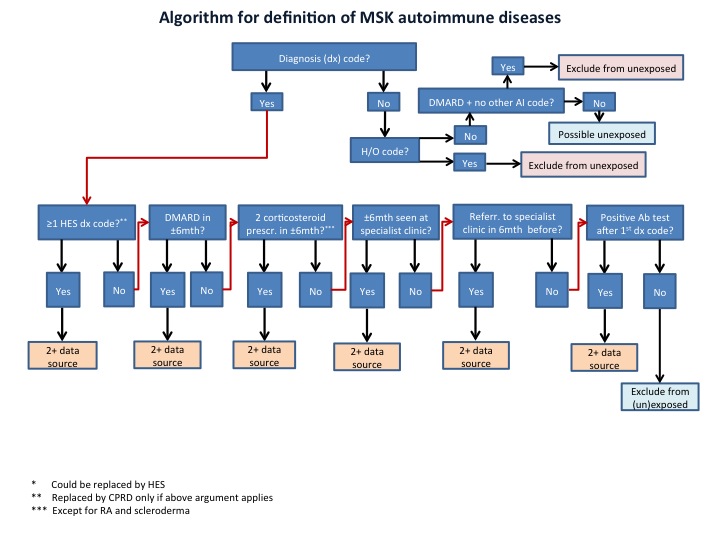 Algorithm for definition of MSK autoimmune diseases
Diagnosis (dx) code?
Yes
No
Yes
Exclude from unexposed
DMARD + no other AI code?
No
Possible unexposed
H/O code?
No
Yes
Exclude from unexposed
≥1 HES dx code?**
DMARD in
±6mth?
2 corticosteroid
prescr. in ±6mth?***
±6mth seen at
specialist clinic?
Referr. to specialist
clinic in 6mth before?
Positive Ab test
after 1st dx code?
Yes
No
Yes
No
Yes
No
Yes
No
Yes
No
Yes
No
2+ data
source
2+ data
source
2+ data
source
2+ data
source
2+ data
source
2+ data
source
Exclude from
(un)exposed
* Could be replaced by HES
** Replaced by CPRD only if above argument applies
*** Except for RA and scleroderma